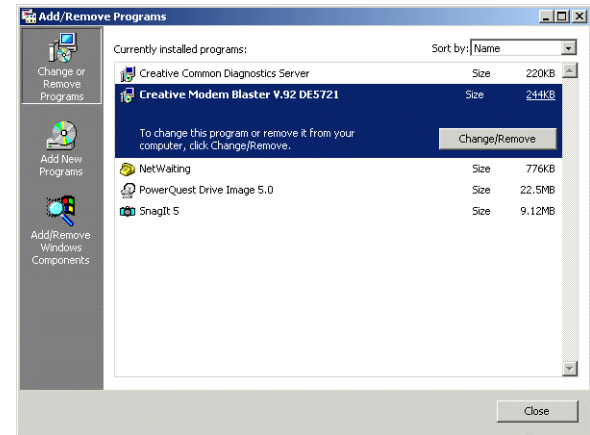 Add/Remove Programs
Change or
Remove
Programs
Add New
Programs
Add/Remove
Windows
Components
Currently installed programs:
Sort by: Name
Creative Common Diagnostics Server Size 220KB
Creative Modem Blaster V.92 DE5721 Size 244KB
To change this program or remove it from your
computer, click Change/Remove.
Change/Remove
NetWaiting Size 776KB
PowerQuest Drive Image 5.0 Size 22.5MB
SnagIt 5 Size 9.12MB
Close